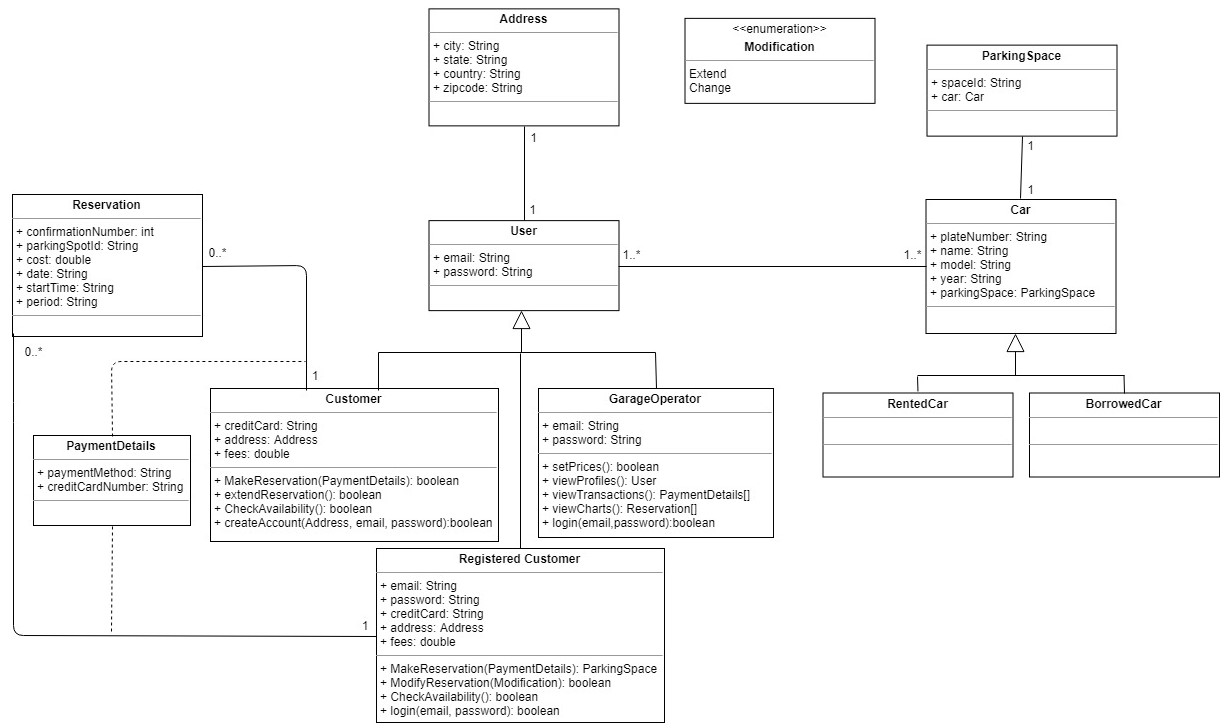 Address
+ city: String
+ state: String
+ country: String
+ zipcode: String
<<enumeration>>
Modification
Extend
Change
ParkingSpace
+ spaceId: String
+ car: Car
1
1
1
1
Reservation
+ confirmationNumber: int
+ parkingSpotId: String
+ cost: double
+ date: String
+ startTime: String
+ period: String
0..*
0..*
User
+ email: String
+ password: String
1..*
1..*
Car
+ plateNumber: String
+ name: String
+ model: String
+ year: String
+ parkingSpace: ParkingSpace
1
Customer
+ creditCard: String
+ address: Address
+ fees: double
+ MakeReservation(PaymentDetails): boolean
+ extendReservation(): boolean
+ CheckAvailability(): boolean
+ createAccount(Address, email, password):boolean
GarageOperator
+ email: String
+ password: String
+ setPrices(): boolean
+ viewProfiles(): User
+ viewTransactions(): PaymentDetails[]
+ viewCharts(): Reservation[]
+ login(email,password):boolean
RentedCar
BorrowedCar
PaymentDetails
+ paymentMethod: String
+ creditCardNumber: String
1
Registered Customer
+ email: String
+ password: String
+ creditCard: String
+ address: Address
+ fees: double
+ MakeReservation(PaymentDetails): ParkingSpace
+ ModifyReservation(Modification): boolean
+ CheckAvailability(): boolean
+ login(email, password): boolean